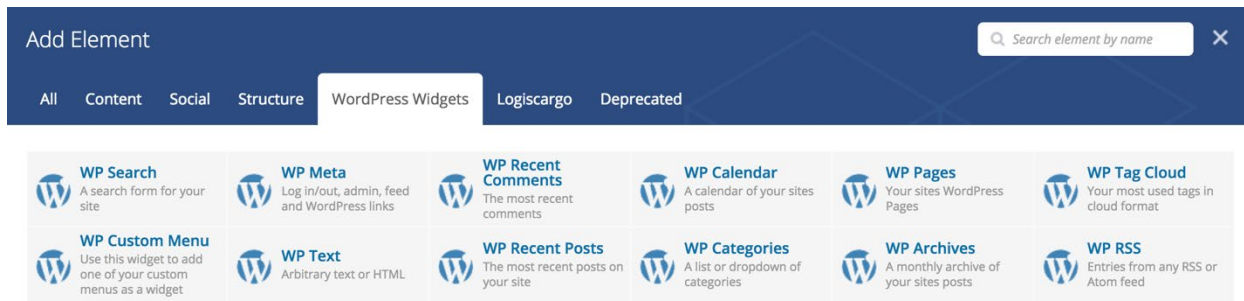 Add Element
Search element by name
All Content Social Structure WordPress Widgets Logiscargo Deprecated
WP Search
A search form for your
site
WP Meta
Log in/out, admin, feed
and WordPress links
WP Recent
Comments
The most recent
comments
WP Calendar
A calendar of your sites
posts
WP Pages
Your sites WordPress
Pages
WP Tag Cloud
Your most used tags in
cloud format
WP Custom Menu
Use this widget to add
one of your custom
menus as a widget
WP Text
Arbitrary text or HTML
WP Recent Posts
The most recent posts on
your site
WP Categories
A list or dropdown of
categories
WP Archives
A monthly archive of
your sites posts
WP RSS
Entries from any RSS or
Atom feed